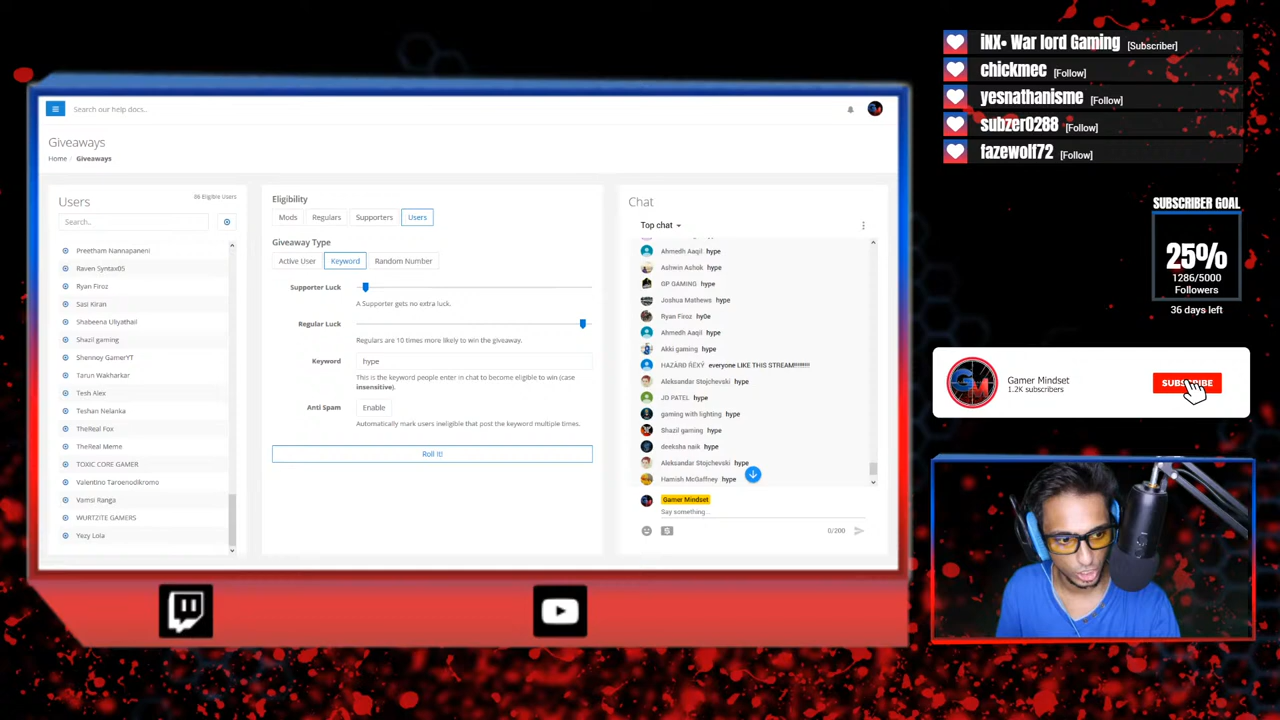 Search our help docs..
Giveaways
Home / Giveaways
Users
88 Eligible Users
Search..
Preetham Nannapaneni
Raven Syntax05
Ryan Firoz
Sasi Kiran
Shabeena Uliyathail
Shazil gaming
Shennoy GamerYT
Tarun Wakharkar
Tesh Alex
Teshan Nelanka
TheReal Fox
TheReal Meme
TOXIC CORE GAMER
Valentino Taroenodikromo
Vamsi Ranga
WURTZITE GAMERS
Yezy Lola
Eligibility
Mods Regulars Supporters Users
Giveaway Type
Active User Keyword Random Number
Supporter Luck
A Supporter gets no extra luck.
Regular Luck
Regulars are 10 times more likely to win the giveaway.
Keyword hype
This is the keyword people enter in chat to become eligible to win (case
insensitive).
Anti Spam Enable
Automatically mark users ineligible that post the keyword multiple times.
Roll it!
Chat
Top chat
Ahmedh Aaqil hype
Ashwin Ashok hype
GP GAMING hype
Joshua Mathews hype
Ryan Firoz hy0e
Ahmedh Aaqil hype
Akki gaming hype
HAZARD REXY everyone LIKE THIS STREAM!!!!!!!!!
Aleksandar Stojchevski hype
JD PATEL hype
gaming with lighting hype
Shazil gaming hype
deeksha naik hype
Aleksandar Stojchevski hype
Hamish McGaffney hype
Gamer Mindset
Say something...
0/200
iNX• War lord Gaming [Subscriber]
chickmec [Follow]
yesnathanisme [Follow]
subzer0288 [Follow]
fazewolf72 [Follow]
SUBSCRIBER GOAL
25%
1286/5000
Followers
36 days left
GM
Gamer Mindset
1.2K subscribers
SUBSCRIBE